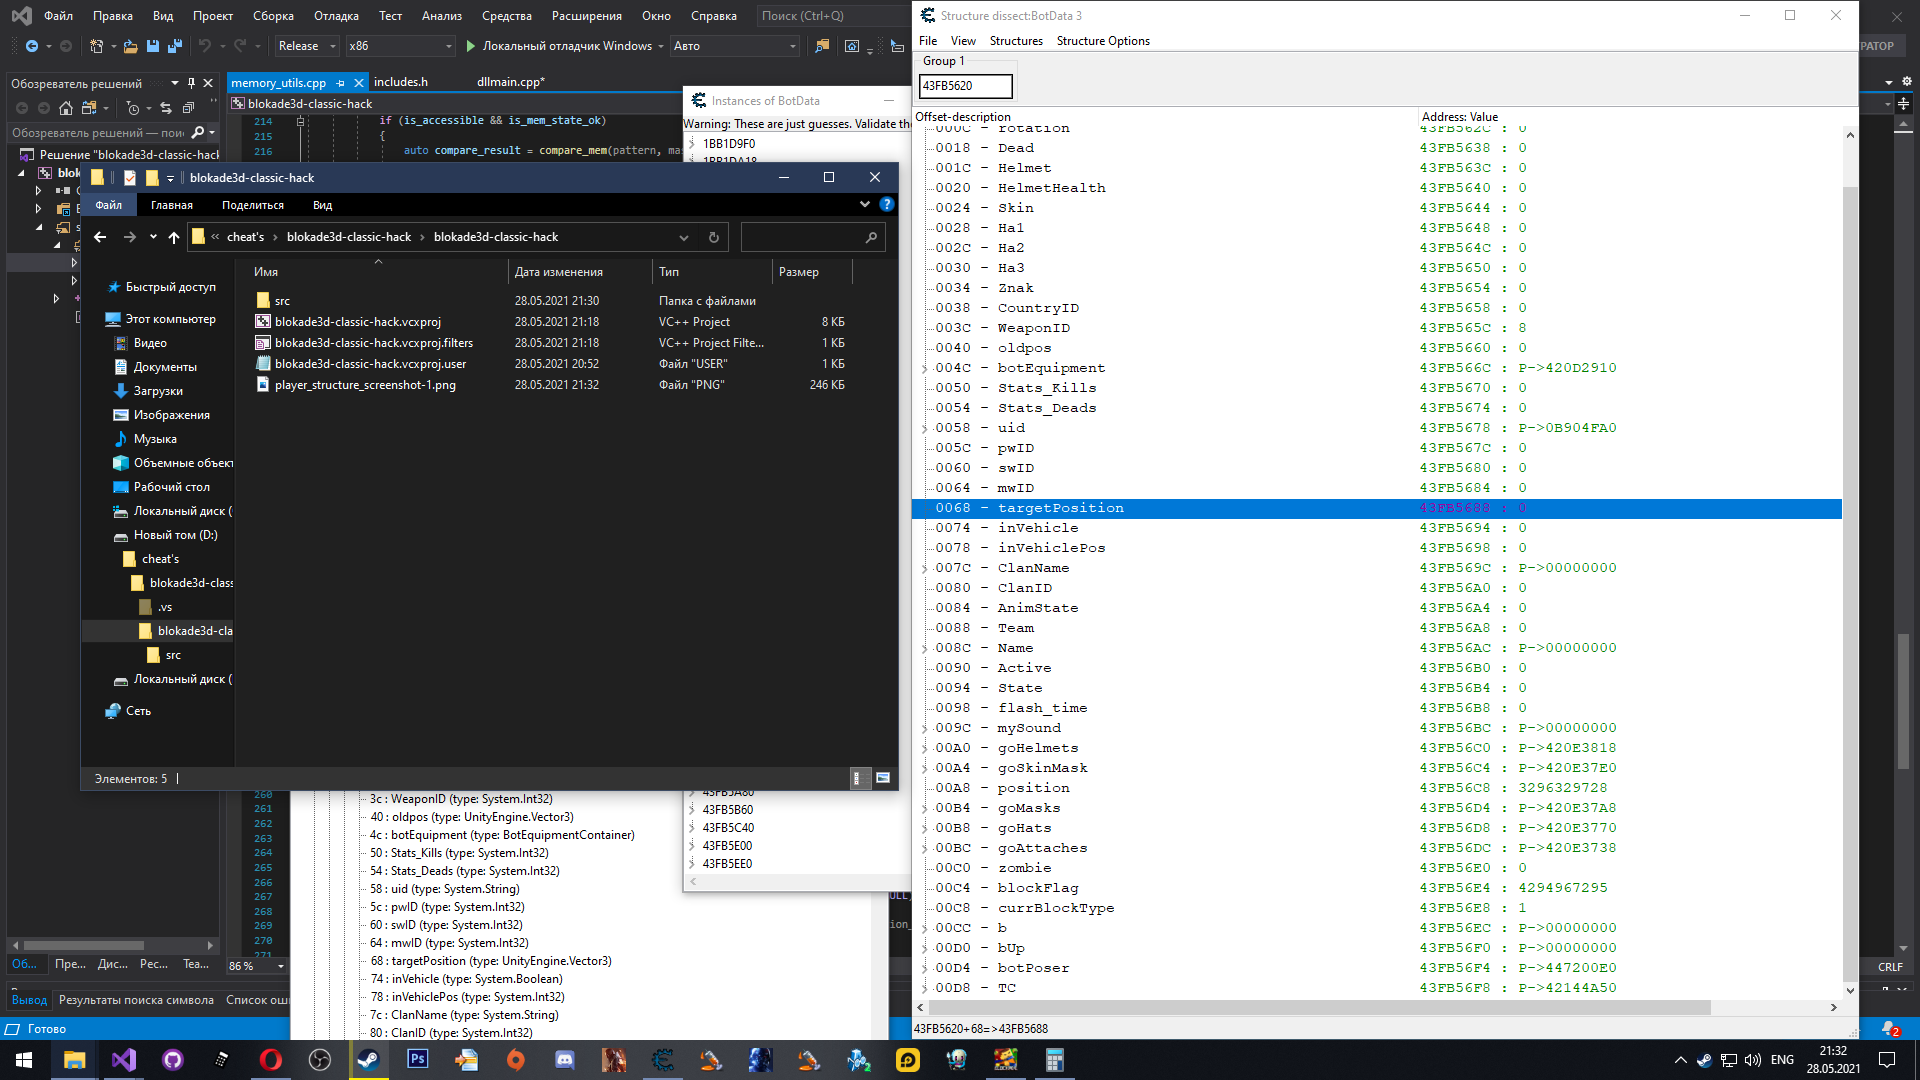 Файл Правка Вид Проект Сборка Отладка Тест Анализ Средства Расширения Окно Справка Поиск (Ctrl+Q)
Release x86 Локальный отладчик Windows Авто
РАТОР
Обозреватель решений
memory_utils.cpp includes.h dllmain.cpp*
blokade3d-classic-hack
Обозреватель решений — пои
Решение "blokade3d-classic-hack
214 if (is_accessible && is_mem_state_ok)
215 {
216 auto compare_result = compare_mem(pattern, ma
Instances of BotData
Warning: These are just guesses. Validate the
1BB1D9F0
1BB1DA18
blokade3d-classic-hack
Файл Главная Поделиться Вид
cheat's blokade3d-classic-hack blokade3d-classic-hack
Имя Дата изменения Тип Размер
src 28.05.2021 21:30 Папка с файлами
blokade3d-classic-hack.vcxproj 28.05.2021 21:18 VC++ Project 8 КБ
blokade3d-classic-hack.vcxproj.filters 28.05.2021 21:18 VC++ Project Filte... 1 КБ
blokade3d-classic-hack.vcxproj.user 28.05.2021 20:52 Файл "USER" 1 КБ
player_structure_screenshot-1.png 28.05.2021 21:32 Файл "PNG" 246 КБ
Быстрый доступ
Этот компьютер
Видео
Документы
Загрузки
Изображения
Музыка
Объемные объект
Рабочий стол
Локальный диск (
Новый том (D:)
cheat's
blokade3d-class
.vs
blokade3d-cla
src
Локальный диск (
Сеть
Элементов: 5
260
261
262
263
264
265
266
267
268
269
270
271
3c : WeaponID (type: System.Int32)
40 : oldpos (type: UnityEngine.Vector3)
4c : botEquipment (type: BotEquipmentContainer)
50 : Stats_Kills (type: System.Int32)
54 : Stats_Deads (type: System.Int32)
58 : uid (type: System.String)
5c : pwID (type: System.Int32)
60 : swID (type: System.Int32)
64 : mwID (type: System.Int32)
68 : targetPosition (type: UnityEngine.Vector3)
74 : inVehicle (type: System.Boolean)
78 : inVehiclePos (type: System.Int32)
7c : ClanName (type: System.String)
80 : ClanID (type: System.Int32)
43FB5A80
43FB5B60
43FB5C40
43FB5E00
43FB5EE0
Structure dissect:BotData 3
File View Structures Structure Options
Group 1
43FB5620
Offset-description Address: Value
000C - rotation 43FB562C : 0
0018 - Dead 43FB5638 : 0
001C - Helmet 43FB563C : 0
0020 - HelmetHealth 43FB5640 : 0
0024 - Skin 43FB5644 : 0
0028 - Ha1 43FB5648 : 0
002C - Ha2 43FB564C : 0
0030 - Ha3 43FB5650 : 0
0034 - Znak 43FB5654 : 0
0038 - CountryID 43FB5658 : 0
003C - WeaponID 43FB565C : 8
0040 - oldpos 43FB5660 : 0
004C - botEquipment 43FB566C : P->420D2910
0050 - Stats_Kills 43FB5670 : 0
0054 - Stats_Deads 43FB5674 : 0
0058 - uid 43FB5678 : P->0B904FA0
005C - pwID 43FB567C : 0
0060 - swID 43FB5680 : 0
0064 - mwID 43FB5684 : 0
0068 - targetPosition 43FB5688 : 0
0074 - inVehicle 43FB5694 : 0
0078 - inVehiclePos 43FB5698 : 0
007C - ClanName 43FB569C : P->00000000
0080 - ClanID 43FB56A0 : 0
0084 - AnimState 43FB56A4 : 0
0088 - Team 43FB56A8 : 0
008C - Name 43FB56AC : P->00000000
0090 - Active 43FB56B0 : 0
0094 - State 43FB56B4 : 0
0098 - flash_time 43FB56B8 : 0
009C - mySound 43FB56BC : P->00000000
00A0 - goHelmets 43FB56C0 : P->420E3818
00A4 - goSkinMask 43FB56C4 : P->420E37E0
00A8 - position 43FB56C8 : 3296329728
00B4 - goMasks 43FB56D4 : P->420E37A8
00B8 - goHats 43FB56D8 : P->420E3770
00BC - goAttaches 43FB56DC : P->420E3738
00C0 - zombie 43FB56E0 : 0
00C4 - blockFlag 43FB56E4 : 4294967295
00C8 - currBlockType 43FB56E8 : 1
00CC - b 43FB56EC : P->00000000
00D0 - bUp 43FB56F0 : P->00000000
00D4 - botPoser 43FB56F4 : P->447200E0
00D8 - TC 43FB56F8 : P->42144A50
43FB5620+68=>43FB5688
Об... Пре... Дис... Рес... Теа...
86 %
CRLF
Вывод Результаты поиска символа Список ош
Готово
2
ENG
21:32
28.05.2021